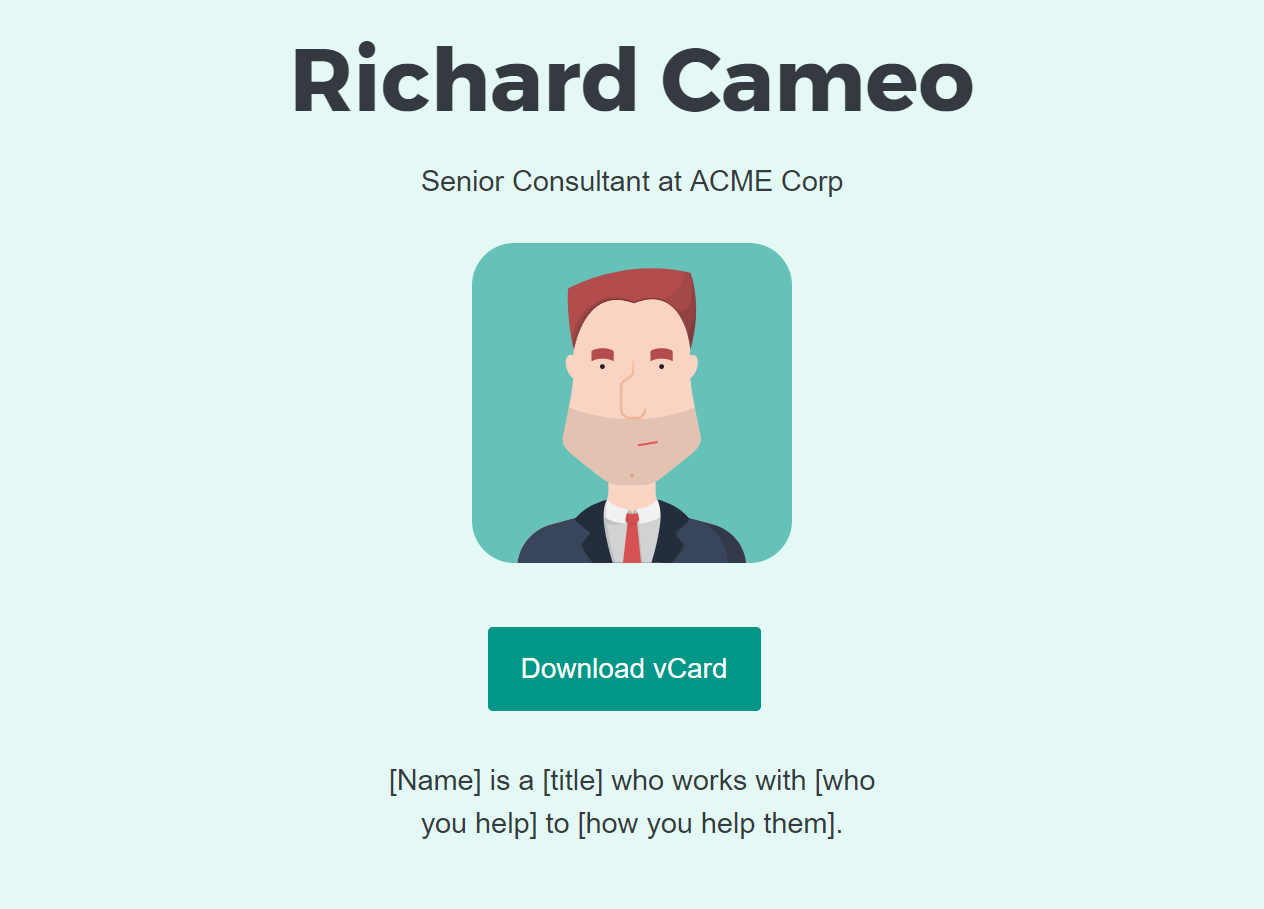 Richard Cameo
Senior Consultant at ACME Corp
Download vCard
[Name] is a [title] who works with [who
you help] to [how you help them].